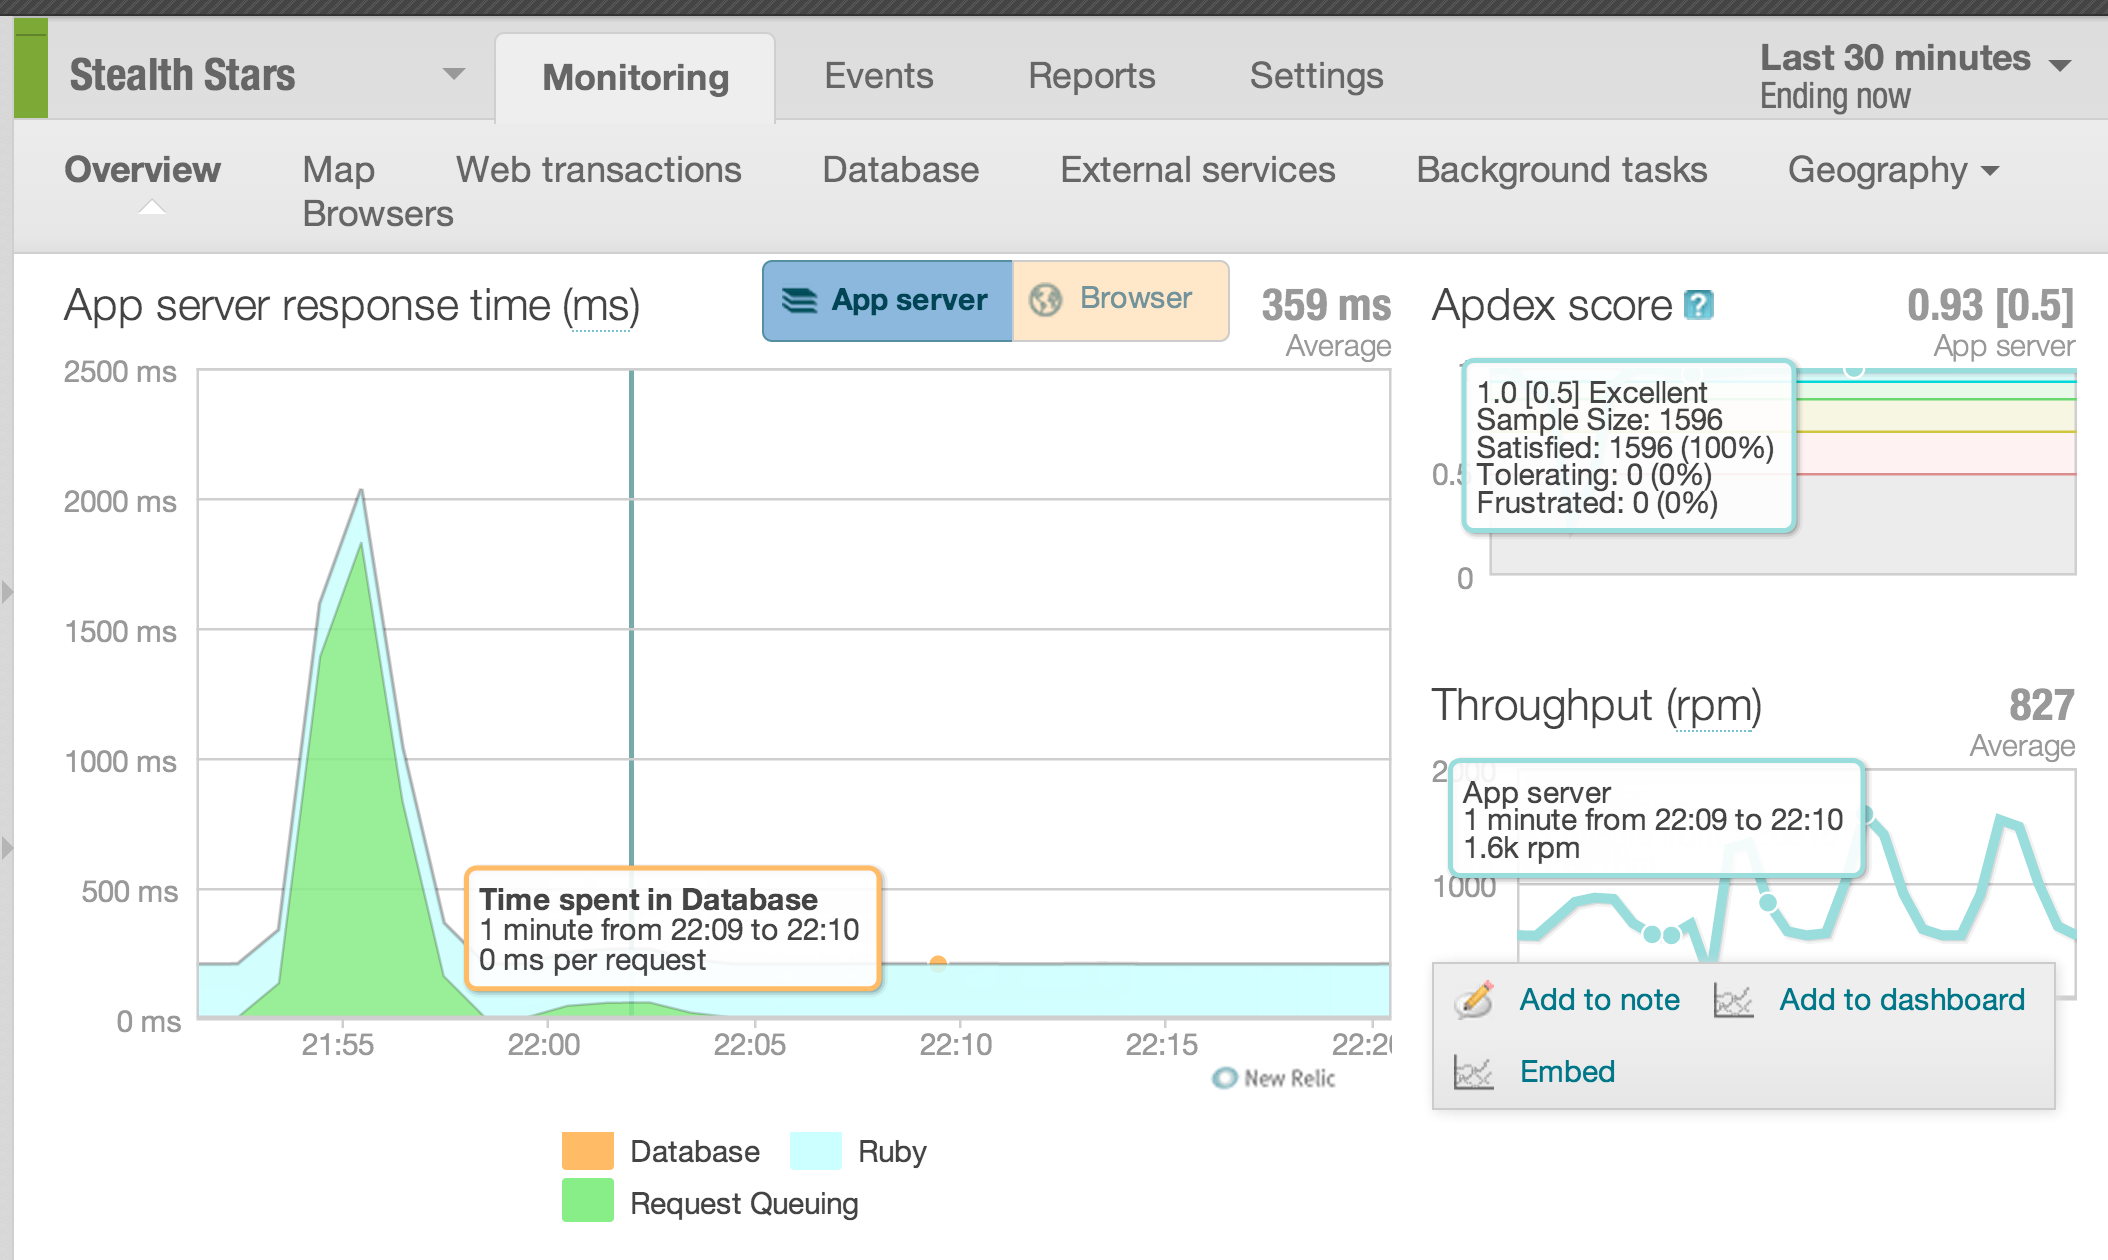 Stealth Stars
Monitoring
Events
Reports
Settings
Last 30 minutes
Ending now
Overview
Map
Web transactions
Database
External services
Background tasks
Geography
Browsers
App server response time (ms)
App server
Browser
359 ms
Average
2500 ms
2000 ms
1500 ms
1000 ms
500 ms
0 ms
Time spent in Database
1 minute from 22:09 to 22:10
0 ms per request
21:55
22:00
22:05
22:10
22:15
22:20
New Relic
Database
Ruby
Request Queuing
Apdex score ?
0.93 [0.5]
App server
1.0 [0.5] Excellent
Sample Size: 1596
Satisfied: 1596 (100%)
Tolerating: 0 (0%)
Frustrated: 0 (0%)
0.5
0
Throughput (rpm)
827
Average
2000
App server
1 minute from 22:09 to 22:10
1.6k rpm
1000
Add to note
Add to dashboard
Embed